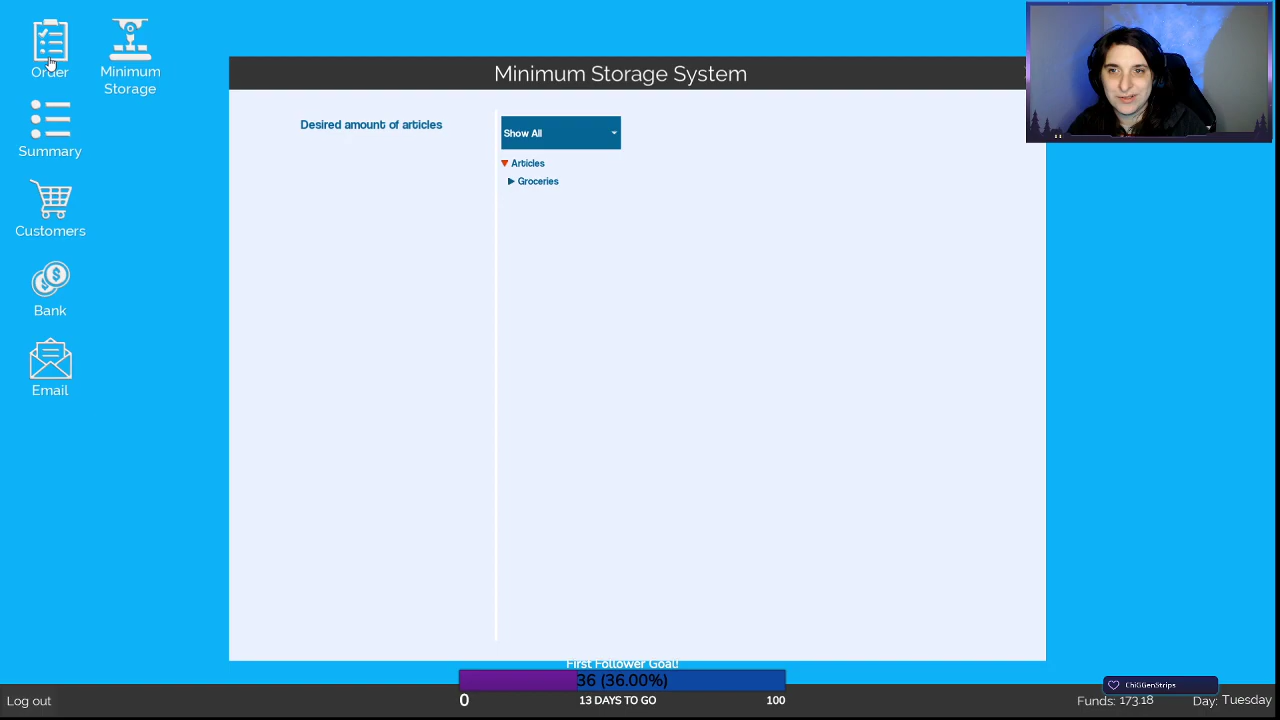 Order
Minimum
Storage
Summary
Customers
Bank
Email
Minimum Storage System
Desired amount of articles
Show All
Articles
Groceries
First Follower Goal!
36 (36.00%)
0
13 DAYS TO GO
100
Log out
ChiGGenStrips
Funds: 173.18
Day: Tuesday